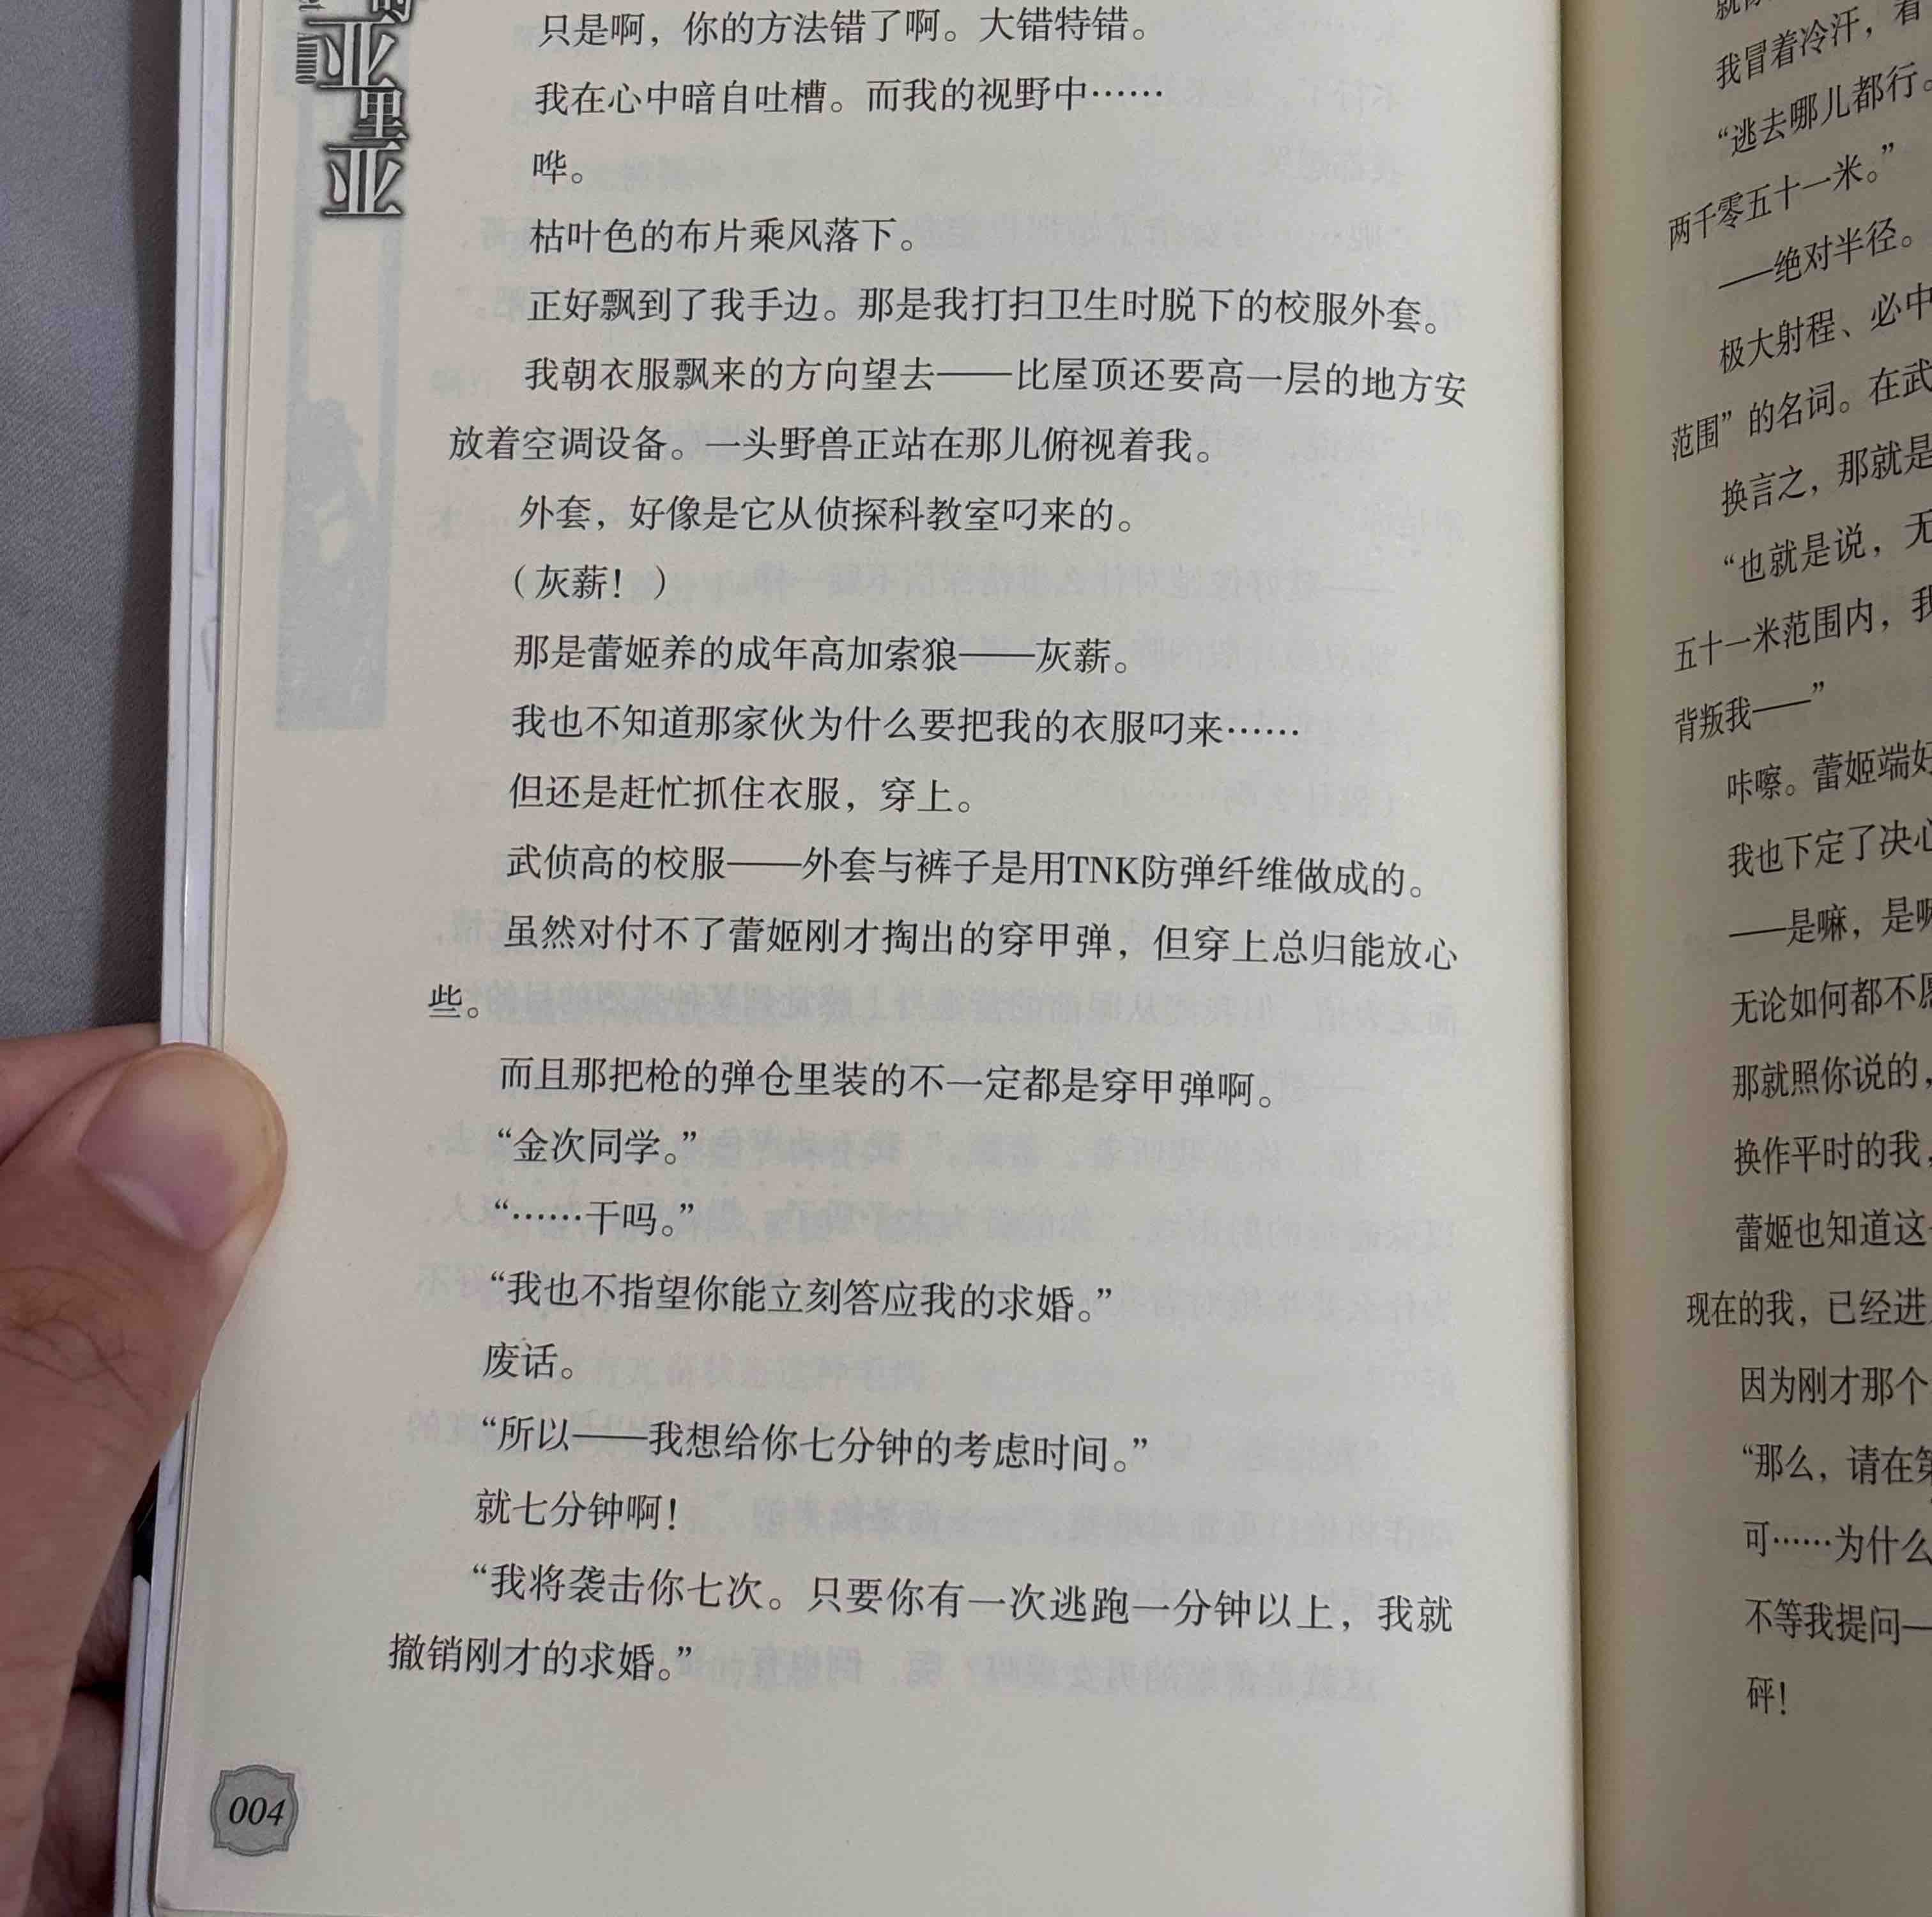 的
亚
里
亚
只是啊，你的方法错了啊。大错特错。
我在心中暗自吐槽。而我的视野中……
哗。
枯叶色的布片乘风落下。
正好飘到了我手边。那是我打扫卫生时脱下的校服外套。
我朝衣服飘来的方向望去——比屋顶还要高一层的地方安
放着空调设备。一头野兽正站在那儿俯视着我。
外套，好像是它从侦探科教室叼来的。
（灰薪！）
那是蕾姬养的成年高加索狼——灰薪。
我也不知道那家伙为什么要把我的衣服叼来……
但还是赶忙抓住衣服，穿上。
武侦高的校服——外套与裤子是用TNK防弹纤维做成的。
虽然对付不了蕾姬刚才掏出的穿甲弹，但穿上总归能放心
些。
而且那把枪的弹仓里装的不一定都是穿甲弹啊。
“金次同学。”
“……干吗。”
“我也不指望你能立刻答应我的求婚。”
废话。
“所以——我想给你七分钟的考虑时间。”
就七分钟啊！
“我将袭击你七次。只要你有一次逃跑一分钟以上，我就
撤销刚才的求婚。”
004
我冒着冷汗，看
“逃去哪儿都行。
两千零五十一米。”
——绝对半径。
极大射程、必中
范围”的名词。在武
换言之，那就是
“也就是说，无
五十一米范围内，我
背叛我——”
咔嚓。蕾姬端好
我也下定了决心
——是嘛，是嘛
无论如何都不愿
那就照你说的，
换作平时的我，
蕾姬也知道这
现在的我，已经进
因为刚才那个
“那么，请在第
可……为什么
不等我提问—
砰！